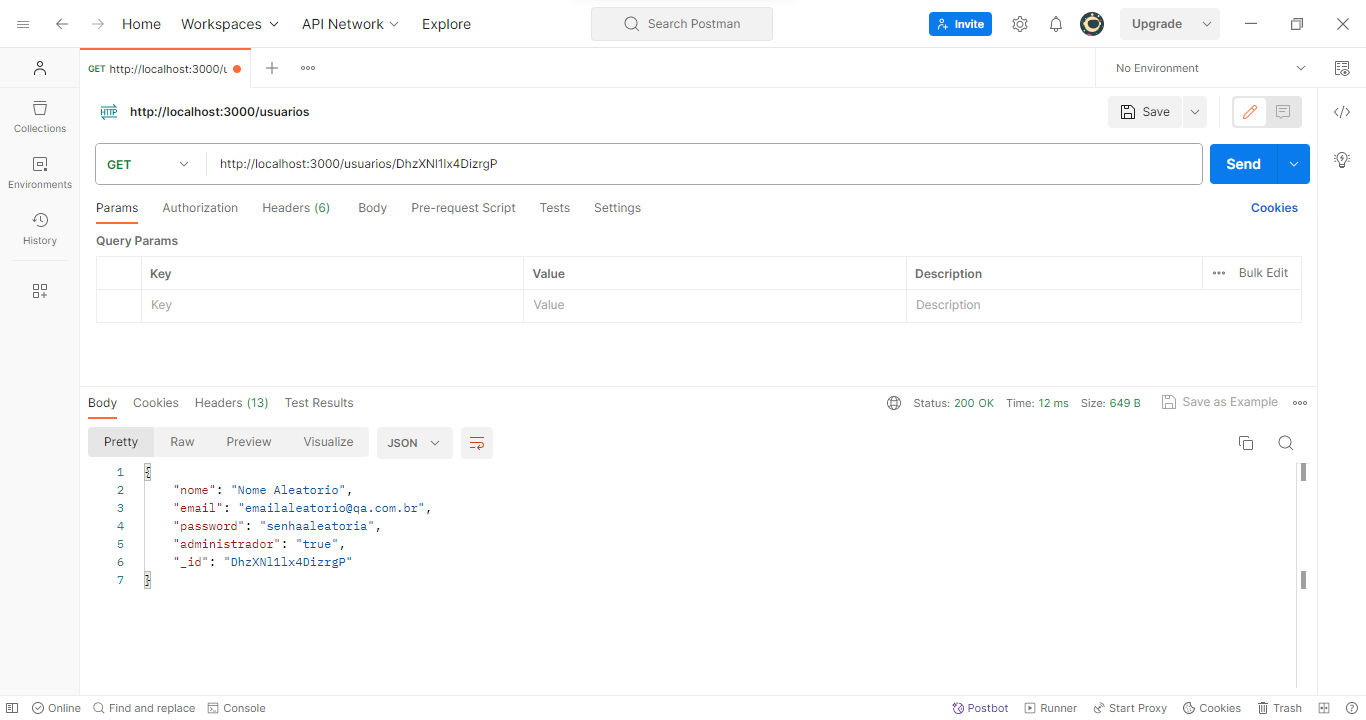 Home Workspaces API Network Explore Search Postman Invite Upgrade
GET http://localhost:3000/u No Environment
http://localhost:3000/usuarios Save
GET http://localhost:3000/usuarios/DhzXNl1lx4DizrgP Send
Params Authorization Headers (6) Body Pre-request Script Tests Settings Cookies
Query Params
Key Value Description Bulk Edit
Key Value Description
Collections
Environments
History
Body Cookies Headers (13) Test Results Status: 200 OK Time: 12 ms Size: 649 B Save as Example
Pretty Raw Preview Visualize JSON
1 {
2 "nome": "Nome Aleatorio",
3 "email": "emailaleatorio@qa.com.br",
4 "password": "senhaaleatoria",
5 "administrador": "true",
6 "_id": "DhzXNl1lx4DizrgP"
7 }
Online Find and replace Console Postbot Runner Start Proxy Cookies Trash